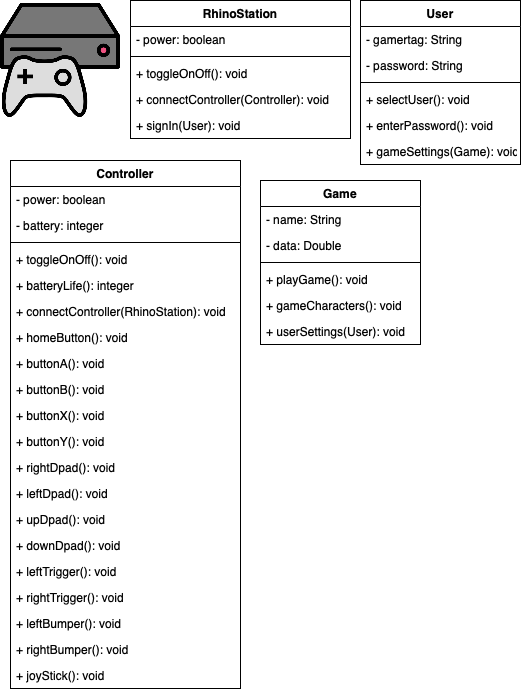 RhinoStation
- power: boolean
+ toggleOnOff(): void
+ connectController(Controller): void
+ signIn(User): void
User
- gamertag: String
- password: String
+ selectUser(): void
+ enterPassword(): void
+ gameSettings(Game): void
Controller
- power: boolean
- battery: integer
+ toggleOnOff(): void
+ batteryLife(): integer
+ connectController(RhinoStation): void
+ homeButton(): void
+ buttonA(): void
+ buttonB(): void
+ buttonX(): void
+ buttonY(): void
+ rightDpad(): void
+ leftDpad(): void
+ upDpad(): void
+ downDpad(): void
+ leftTrigger(): void
+ rightTrigger(): void
+ leftBumper(): void
+ rightBumper(): void
+ joyStick(): void
Game
- name: String
- data: Double
+ playGame(): void
+ gameCharacters(): void
+ userSettings(User): void